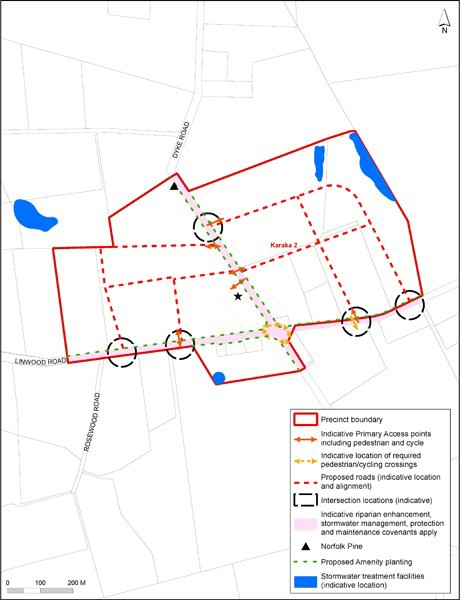 N
DYKE ROAD
Karaka 2
LINWOOD ROAD
ROSEWOOD ROAD
Precinct boundary
Indicative Primary Access points
including pedestrian and cycle
Indicative location of required
pedestrian/cycling crossings
Proposed roads (indicative location
and alignment)
Intersection locations (indicative)
Indicative riparian enhancement,
stormwater management, protection
and maintenance covenants apply
Norfolk Pine
Proposed Amenity planting
Stormwater treatment facilities
(indicative location)
0 100 200 M